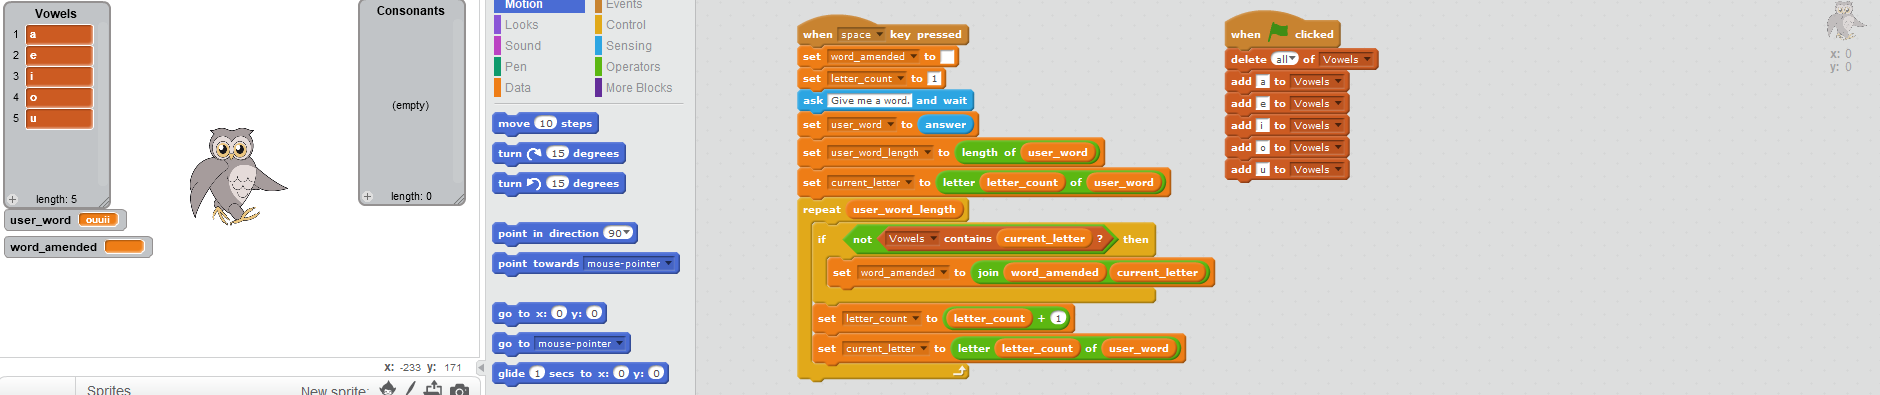 Vowels
1 a
2 e
3 i
4 o
5 u
+ length: 5
user_word ouuii
word_amended
Consonants
(empty)
+ length: 0
x: -233 y: 171
Sprites New sprite:
Motion
Looks
Sound
Pen
Data
Events
Control
Sensing
Operators
More Blocks
move 10 steps
turn 15 degrees
turn 15 degrees
point in direction 90
point towards mouse-pointer
go to x: 0 y: 0
go to mouse-pointer
glide 1 secs to x: 0 y: 0
when space key pressed
set word_amended to
set letter_count to 1
ask Give me a word. and wait
set user_word to answer
set user_word_length to length of user_word
set current_letter to letter letter_count of user_word
repeat user_word_length
if not Vowels contains current_letter ? then
set word_amended to join word_amended current_letter
set letter_count to letter_count + 1
set current_letter to letter letter_count of user_word
when clicked
delete all of Vowels
add a to Vowels
add e to Vowels
add i to Vowels
add o to Vowels
add u to Vowels
x: 0
y: 0